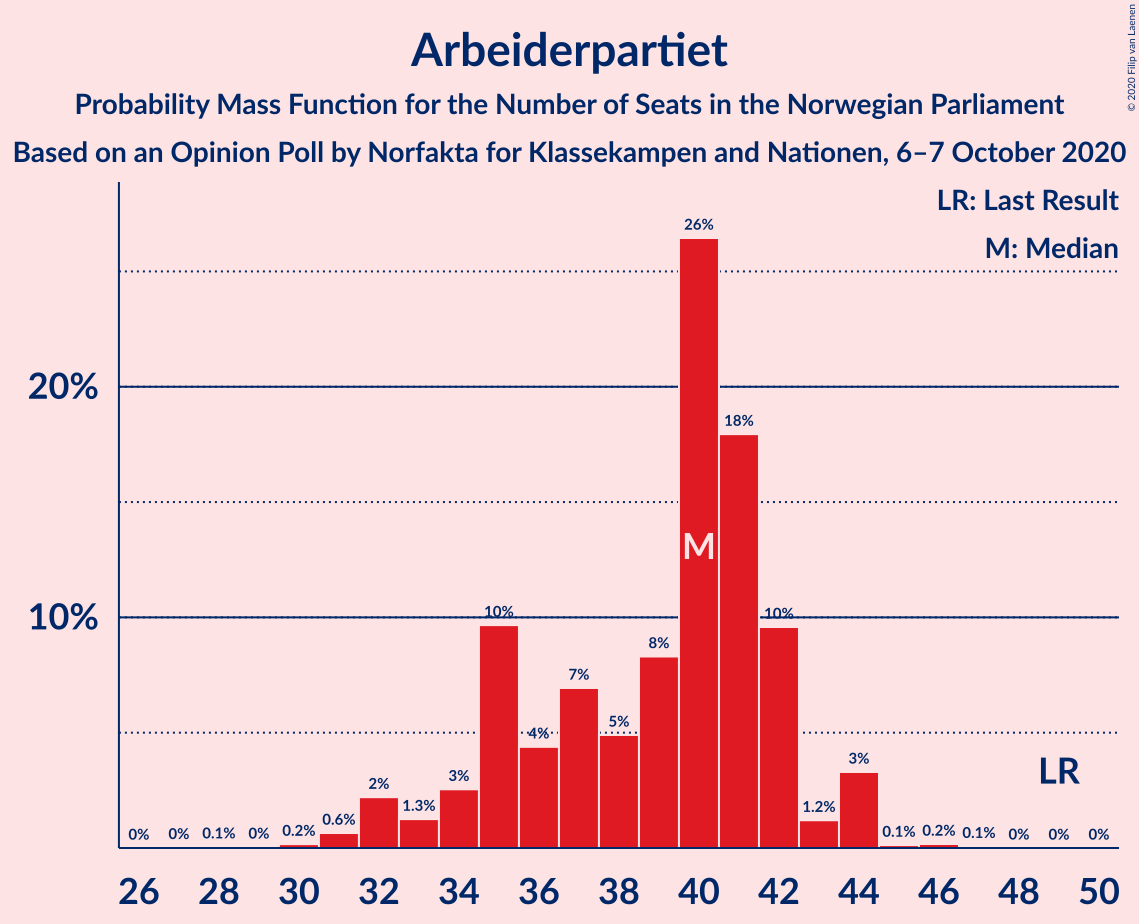 Arbeiderpartiet
Probability Mass Function for the Number of Seats in the Norwegian Parliament
Based on an Opinion Poll by Norfakta for Klassekampen and Nationen, 6–7 October 2020
© 2020 Filip van Laenen
LR: Last Result
M: Median
20%
10%
0% 0% 0.1% 0% 0.2% 0.6% 2% 1.3% 3% 10% 4% 7% 5% 8% 26% 18% 10% 1.2% 3% 0.1% 0.2% 0.1% 0% 0% 0%
M
LR
26 28 30 32 34 36 38 40 42 44 46 48 50